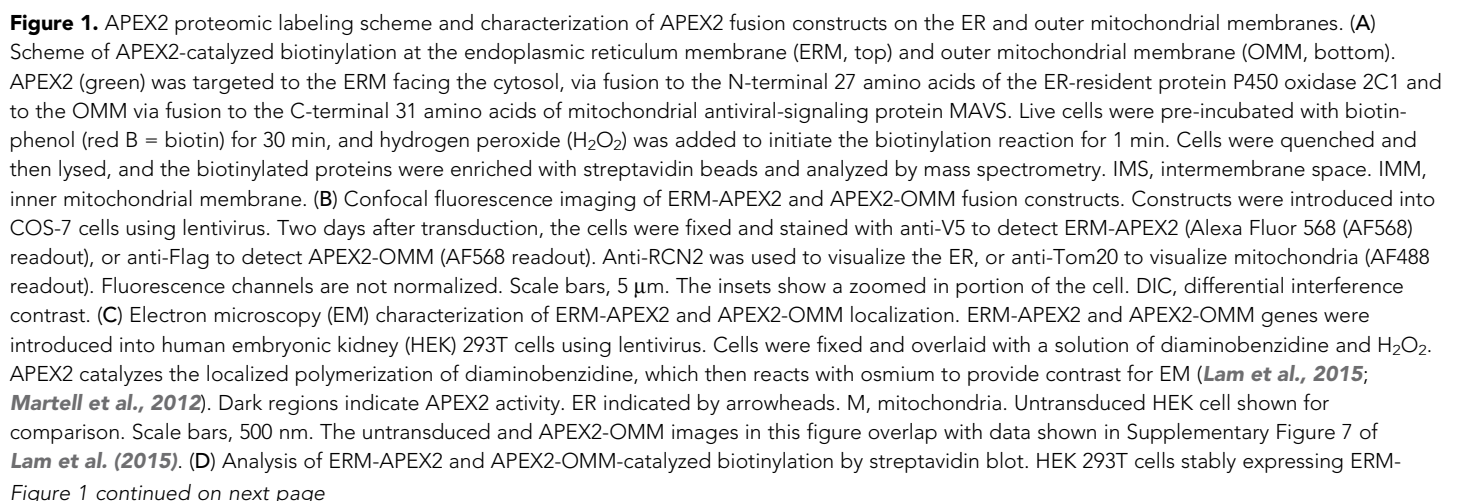 Figure 1. APEX2 proteomic labeling scheme and characterization of APEX2 fusion constructs on the ER and outer mitochondrial membranes. (A)
Scheme of APEX2-catalyzed biotinylation at the endoplasmic reticulum membrane (ERM, top) and outer mitochondrial membrane (OMM, bottom).
APEX2 (green) was targeted to the ERM facing the cytosol, via fusion to the N-terminal 27 amino acids of the ER-resident protein P450 oxidase 2C1 and
to the OMM via fusion to the C-terminal 31 amino acids of mitochondrial antiviral-signaling protein MAVS. Live cells were pre-incubated with biotin-
phenol (red B = biotin) for 30 min, and hydrogen peroxide (H₂O₂) was added to initiate the biotinylation reaction for 1 min. Cells were quenched and
then lysed, and the biotinylated proteins were enriched with streptavidin beads and analyzed by mass spectrometry. IMS, intermembrane space. IMM,
inner mitochondrial membrane. (B) Confocal fluorescence imaging of ERM-APEX2 and APEX2-OMM fusion constructs. Constructs were introduced into
COS-7 cells using lentivirus. Two days after transduction, the cells were fixed and stained with anti-V5 to detect ERM-APEX2 (Alexa Fluor 568 (AF568)
readout), or anti-Flag to detect APEX2-OMM (AF568 readout). Anti-RCN2 was used to visualize the ER, or anti-Tom20 to visualize mitochondria (AF488
readout). Fluorescence channels are not normalized. Scale bars, 5 μm. The insets show a zoomed in portion of the cell. DIC, differential interference
contrast. (C) Electron microscopy (EM) characterization of ERM-APEX2 and APEX2-OMM localization. ERM-APEX2 and APEX2-OMM genes were
introduced into human embryonic kidney (HEK) 293T cells using lentivirus. Cells were fixed and overlaid with a solution of diaminobenzidine and H₂O₂.
APEX2 catalyzes the localized polymerization of diaminobenzidine, which then reacts with osmium to provide contrast for EM (Lam et al., 2015;
Martell et al., 2012). Dark regions indicate APEX2 activity. ER indicated by arrowheads. M, mitochondria. Untransduced HEK cell shown for
comparison. Scale bars, 500 nm. The untransduced and APEX2-OMM images in this figure overlap with data shown in Supplementary Figure 7 of
Lam et al. (2015). (D) Analysis of ERM-APEX2 and APEX2-OMM-catalyzed biotinylation by streptavidin blot. HEK 293T cells stably expressing ERM-
Figure 1 continued on next page